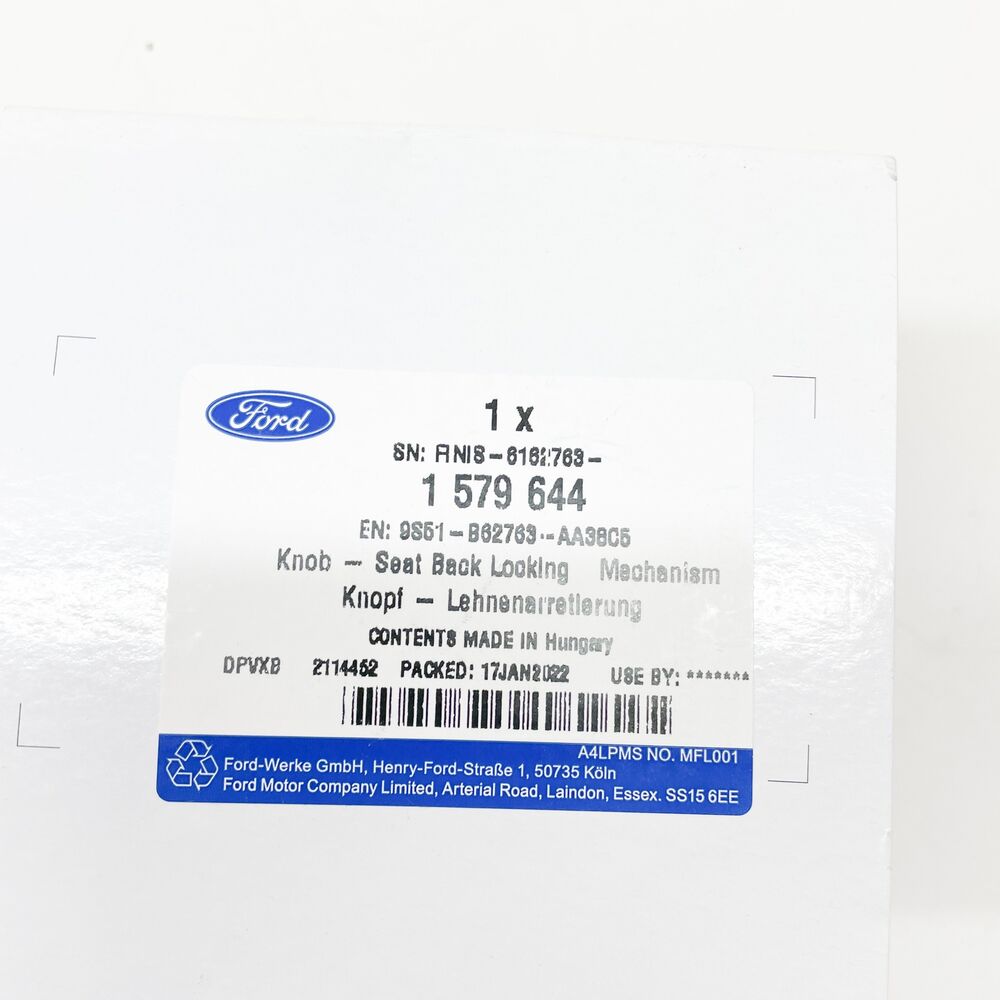 Ford
1 x
SN: FINIS-6162763-
1 579 644
EN: 9S51-B62763--AA38C5
Knob - Seat Back Locking Mechanism
Knopf - Lehnenarretierung
CONTENTS MADE IN Hungary
DPVXB 2114452 PACKED: 17JAN2022 USE BY: *******
A4LPMS NO. MFL001
Ford-Werke GmbH, Henry-Ford-Straße 1, 50735 Köln
Ford Motor Company Limited, Arterial Road, Laindon, Essex. SS15 6EE